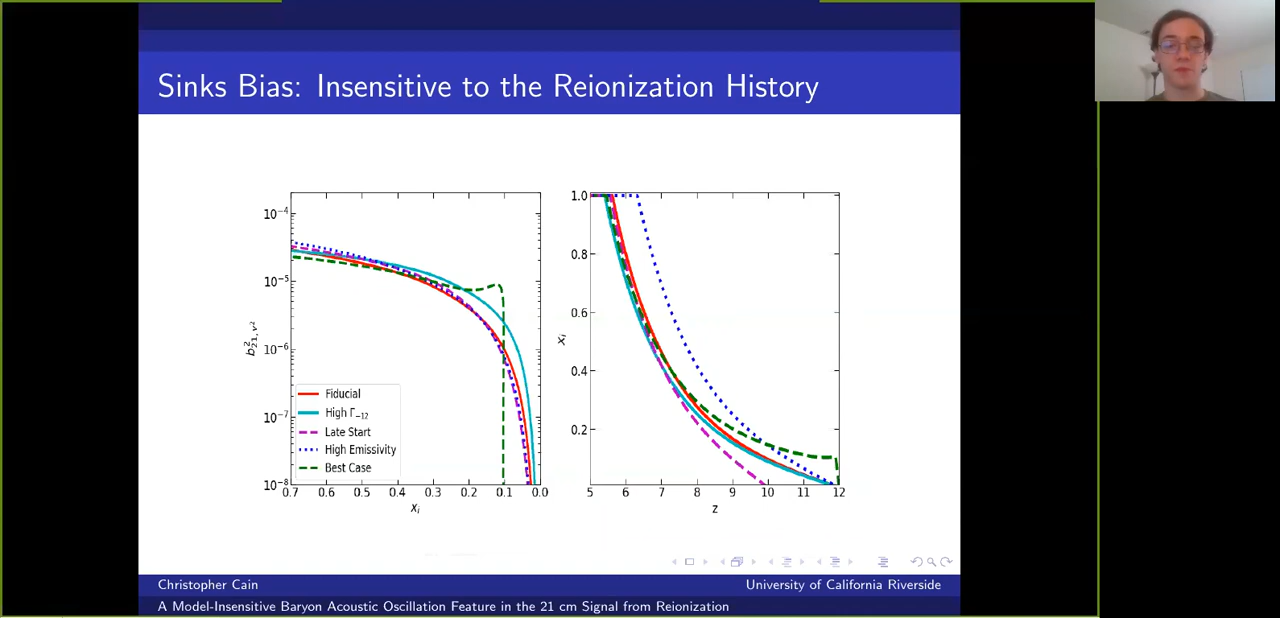 Sinks Bias: Insensitive to the Reionization History
10⁻⁴
10⁻⁵
10⁻⁶
10⁻⁷
10⁻⁸
b²₂₁,ᵥ²
Fiducial
High Γ₋₁₂
Late Start
High Emissivity
Best Case
0.7 0.6 0.5 0.4 0.3 0.2 0.1 0.0
xᵢ
1.0
0.8
0.6
0.4
0.2
xᵢ
5 6 7 8 9 10 11 12
z
Christopher Cain University of California Riverside
A Model-Insensitive Baryon Acoustic Oscillation Feature in the 21 cm Signal from Reionization